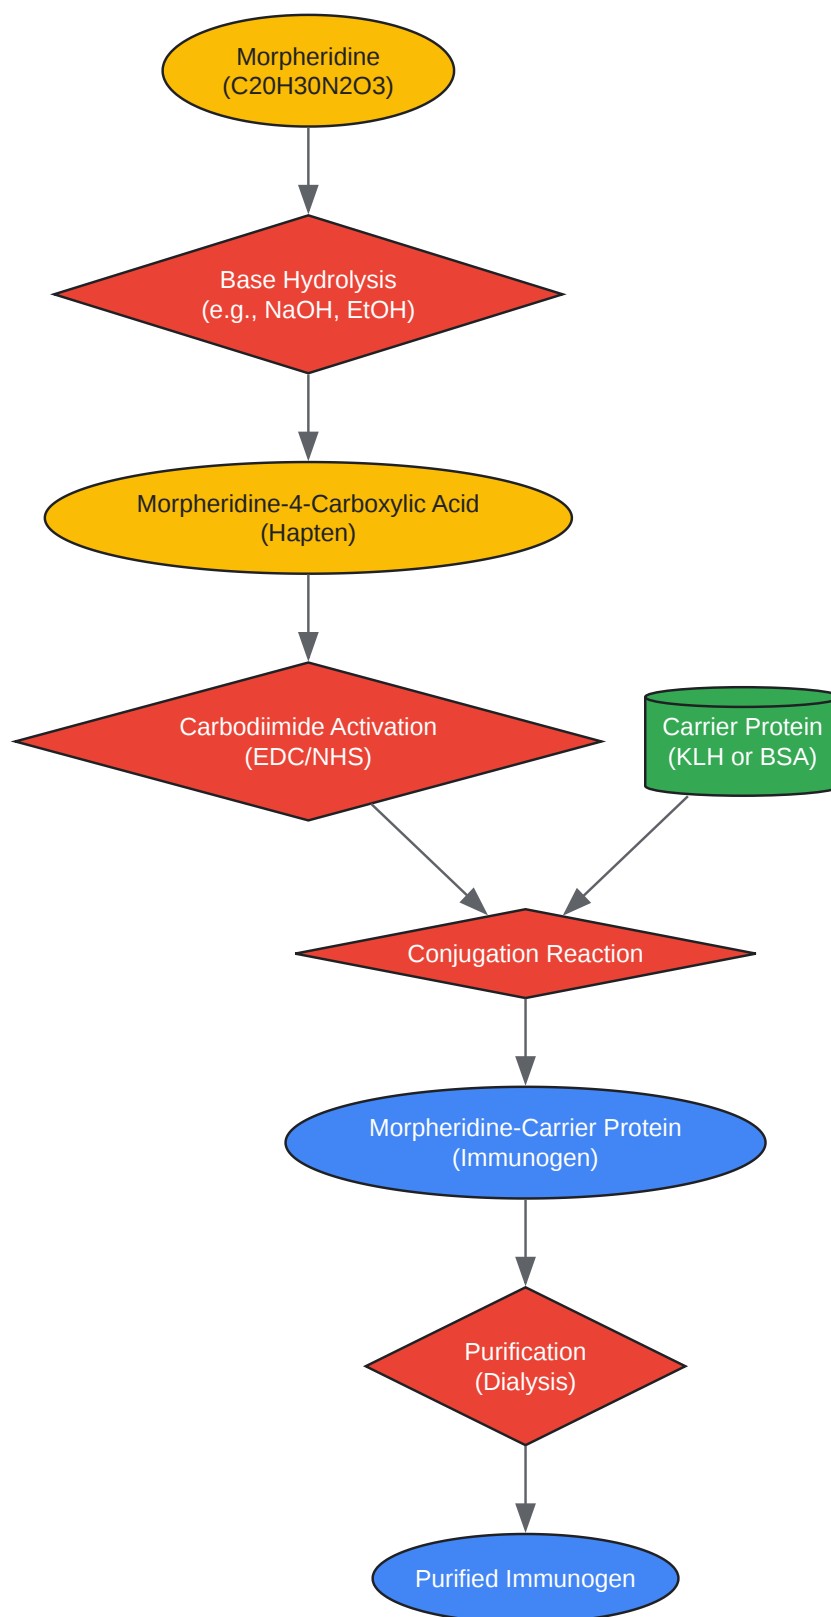 Morpheridine
(C20H30N2O3)
Base Hydrolysis
(e.g., NaOH, EtOH)
Morpheridine-4-Carboxylic Acid
(Hapten)
Carbodiimide Activation
(EDC/NHS)
Carrier Protein
(KLH or BSA)
Conjugation Reaction
Morpheridine-Carrier Protein
(Immunogen)
Purification
(Dialysis)
Purified Immunogen